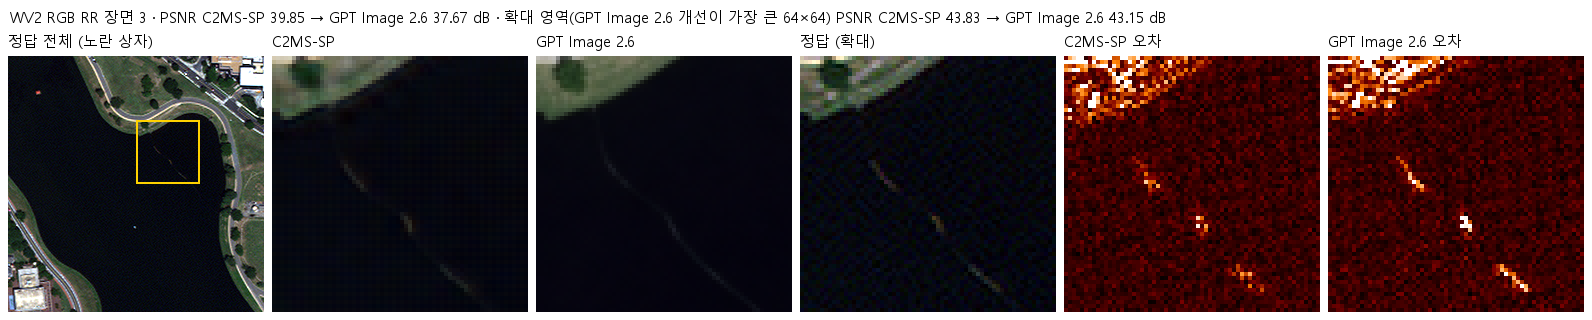 WV2 RGB RR 장면 3 · PSNR C2MS-SP 39.85 → GPT Image 2.6 37.67 dB · 확대 영역(GPT Image 2.6 개선이 가장 큰 64×64) PSNR C2MS-SP 43.83 → GPT Image 2.6 43.15 dB
정답 전체 (노란 상자)
C2MS-SP
GPT Image 2.6
정답 (확대)
C2MS-SP 오차
GPT Image 2.6 오차